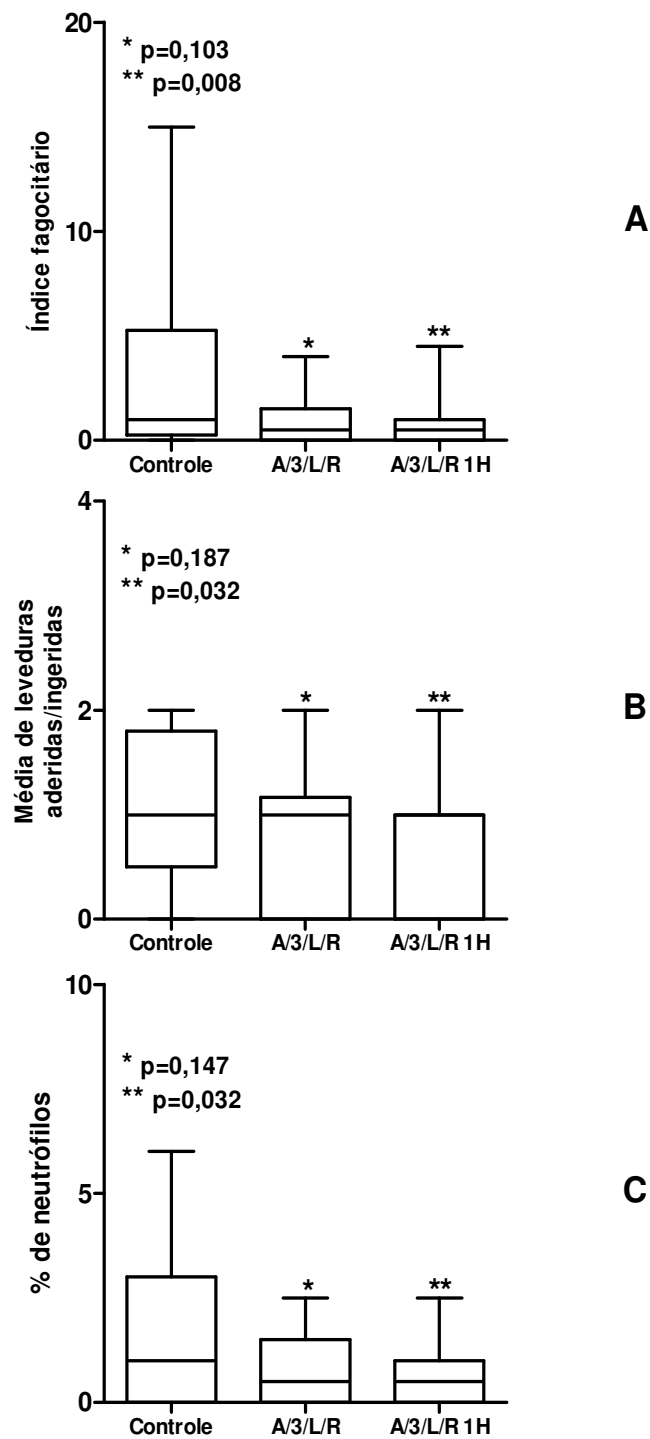 20
* p=0,103
** p=0,008
Índice fagocitário
10
A
* **
0
Controle A/3/L/R A/3/L/R 1H
4
* p=0,187
** p=0,032
Média de leveduras
aderidas/ingeridas
2
* **
B
0
Controle A/3/L/R A/3/L/R 1H
10
* p=0,147
** p=0,032
% de neutrófilos
5
C
* **
0
Controle A/3/L/R A/3/L/R 1H